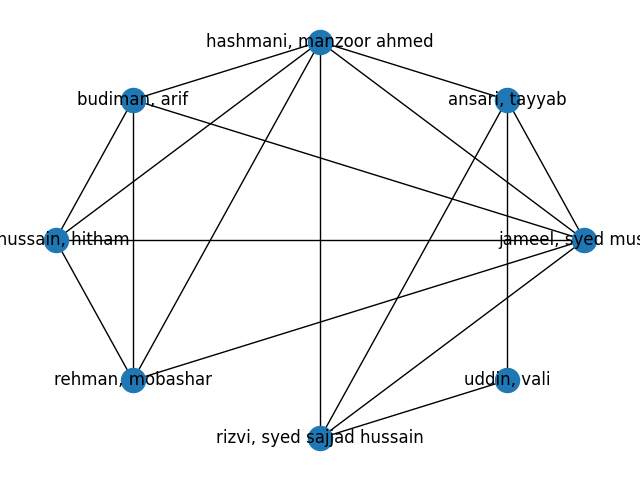 hashmani, manzoor ahmed
budiman, arif
ansari, tayyab
hussain, hitham
jameel, syed mus
rehman, mobashar
uddin, vali
rizvi, syed sajjad hussain